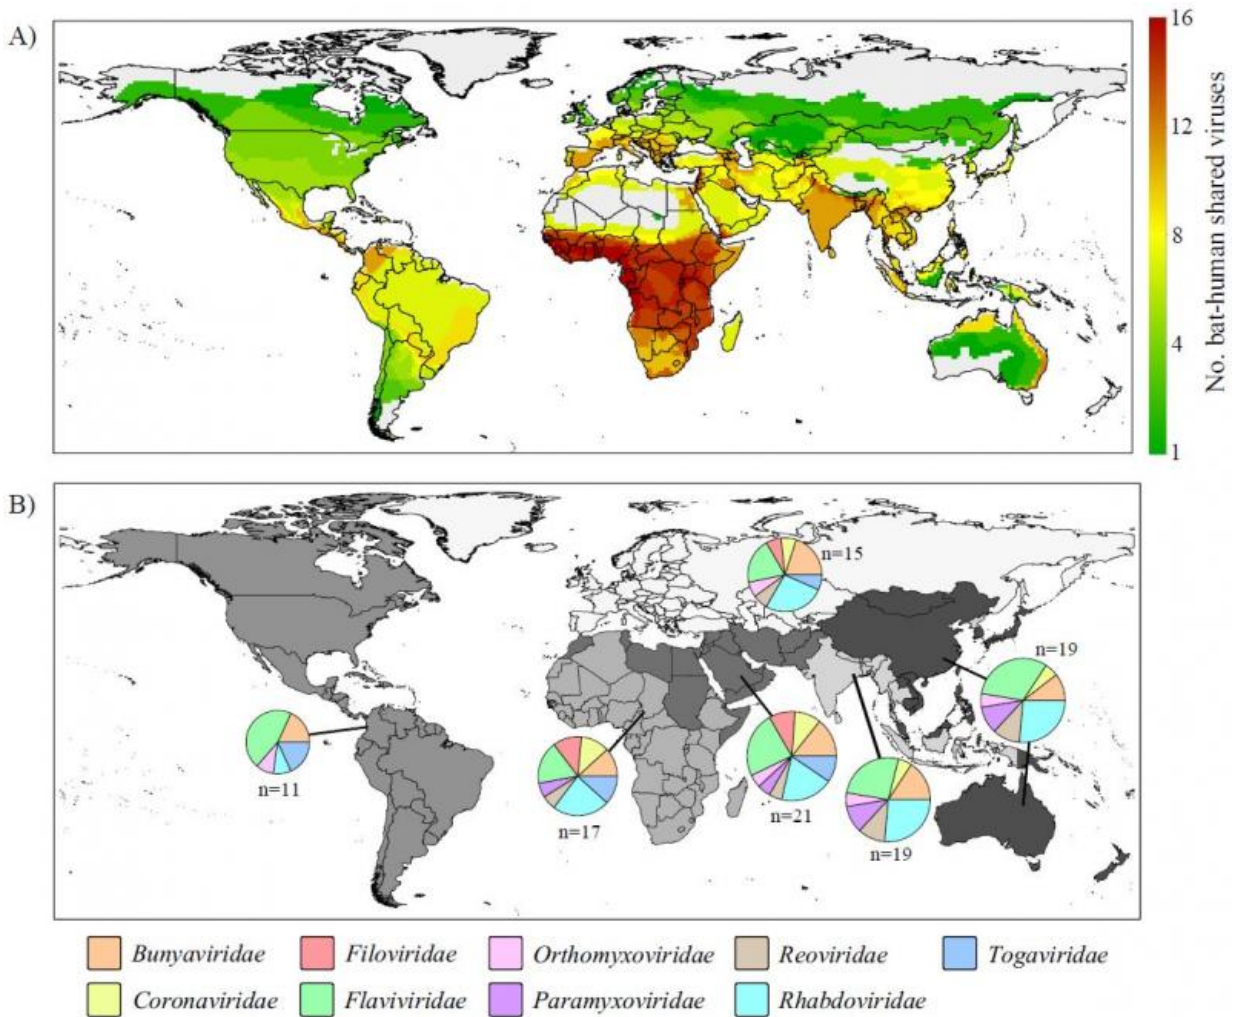 A)
16
12
8
4
1
No. bat-human shared viruses
B)
n=15
n=19
n=11
n=17
n=21
n=19
Bunyaviridae Filoviridae Orthomyxoviridae Reoviridae Togaviridae
Coronaviridae Flaviviridae Paramyxoviridae Rhabdoviridae